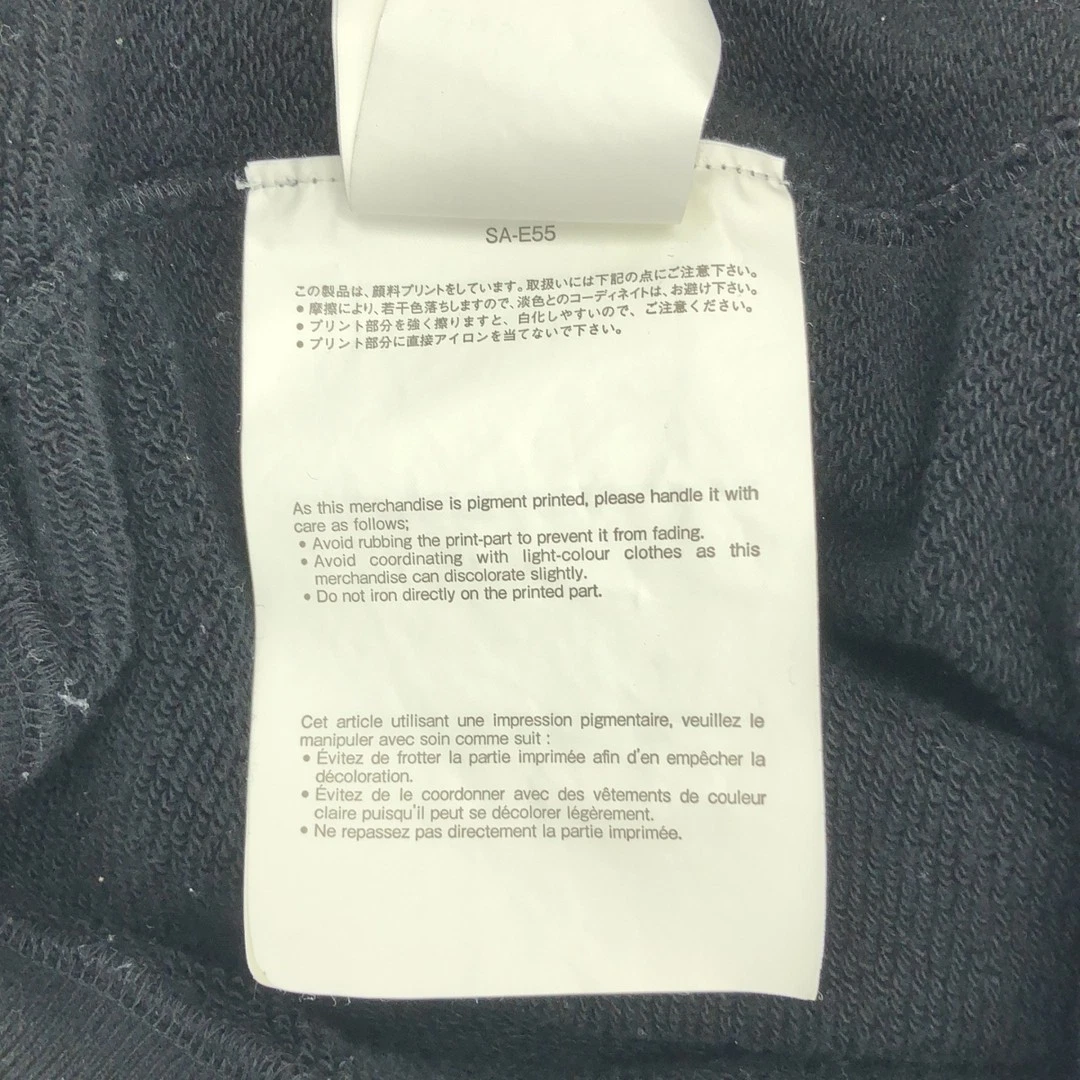 SA-E55
この製品は、顔料プリントをしています。取扱いには下記の点にご注意下さい。
● 摩擦により、若干色落ちしますので、淡色とのコーディネイトは、お避け下さい。
● プリント部分を強く擦りますと、白化しやすいので、ご注意ください。
● プリント部分に直接アイロンを当てないで下さい。
As this merchandise is pigment printed, please handle it with
care as follows;
● Avoid rubbing the print-part to prevent it from fading.
● Avoid coordinating with light-colour clothes as this
merchandise can discolorate slightly.
● Do not iron directly on the printed part.
Cet article utilisant une impression pigmentaire, veuillez le
manipuler avec soin comme suit :
● Évitez de frotter la partie imprimée afin d'en empêcher la
décoloration.
● Évitez de le coordonner avec des vêtements de couleur
claire puisqu'il peut se décolorer légèrement.
● Ne repassez pas directement la partie imprimée.